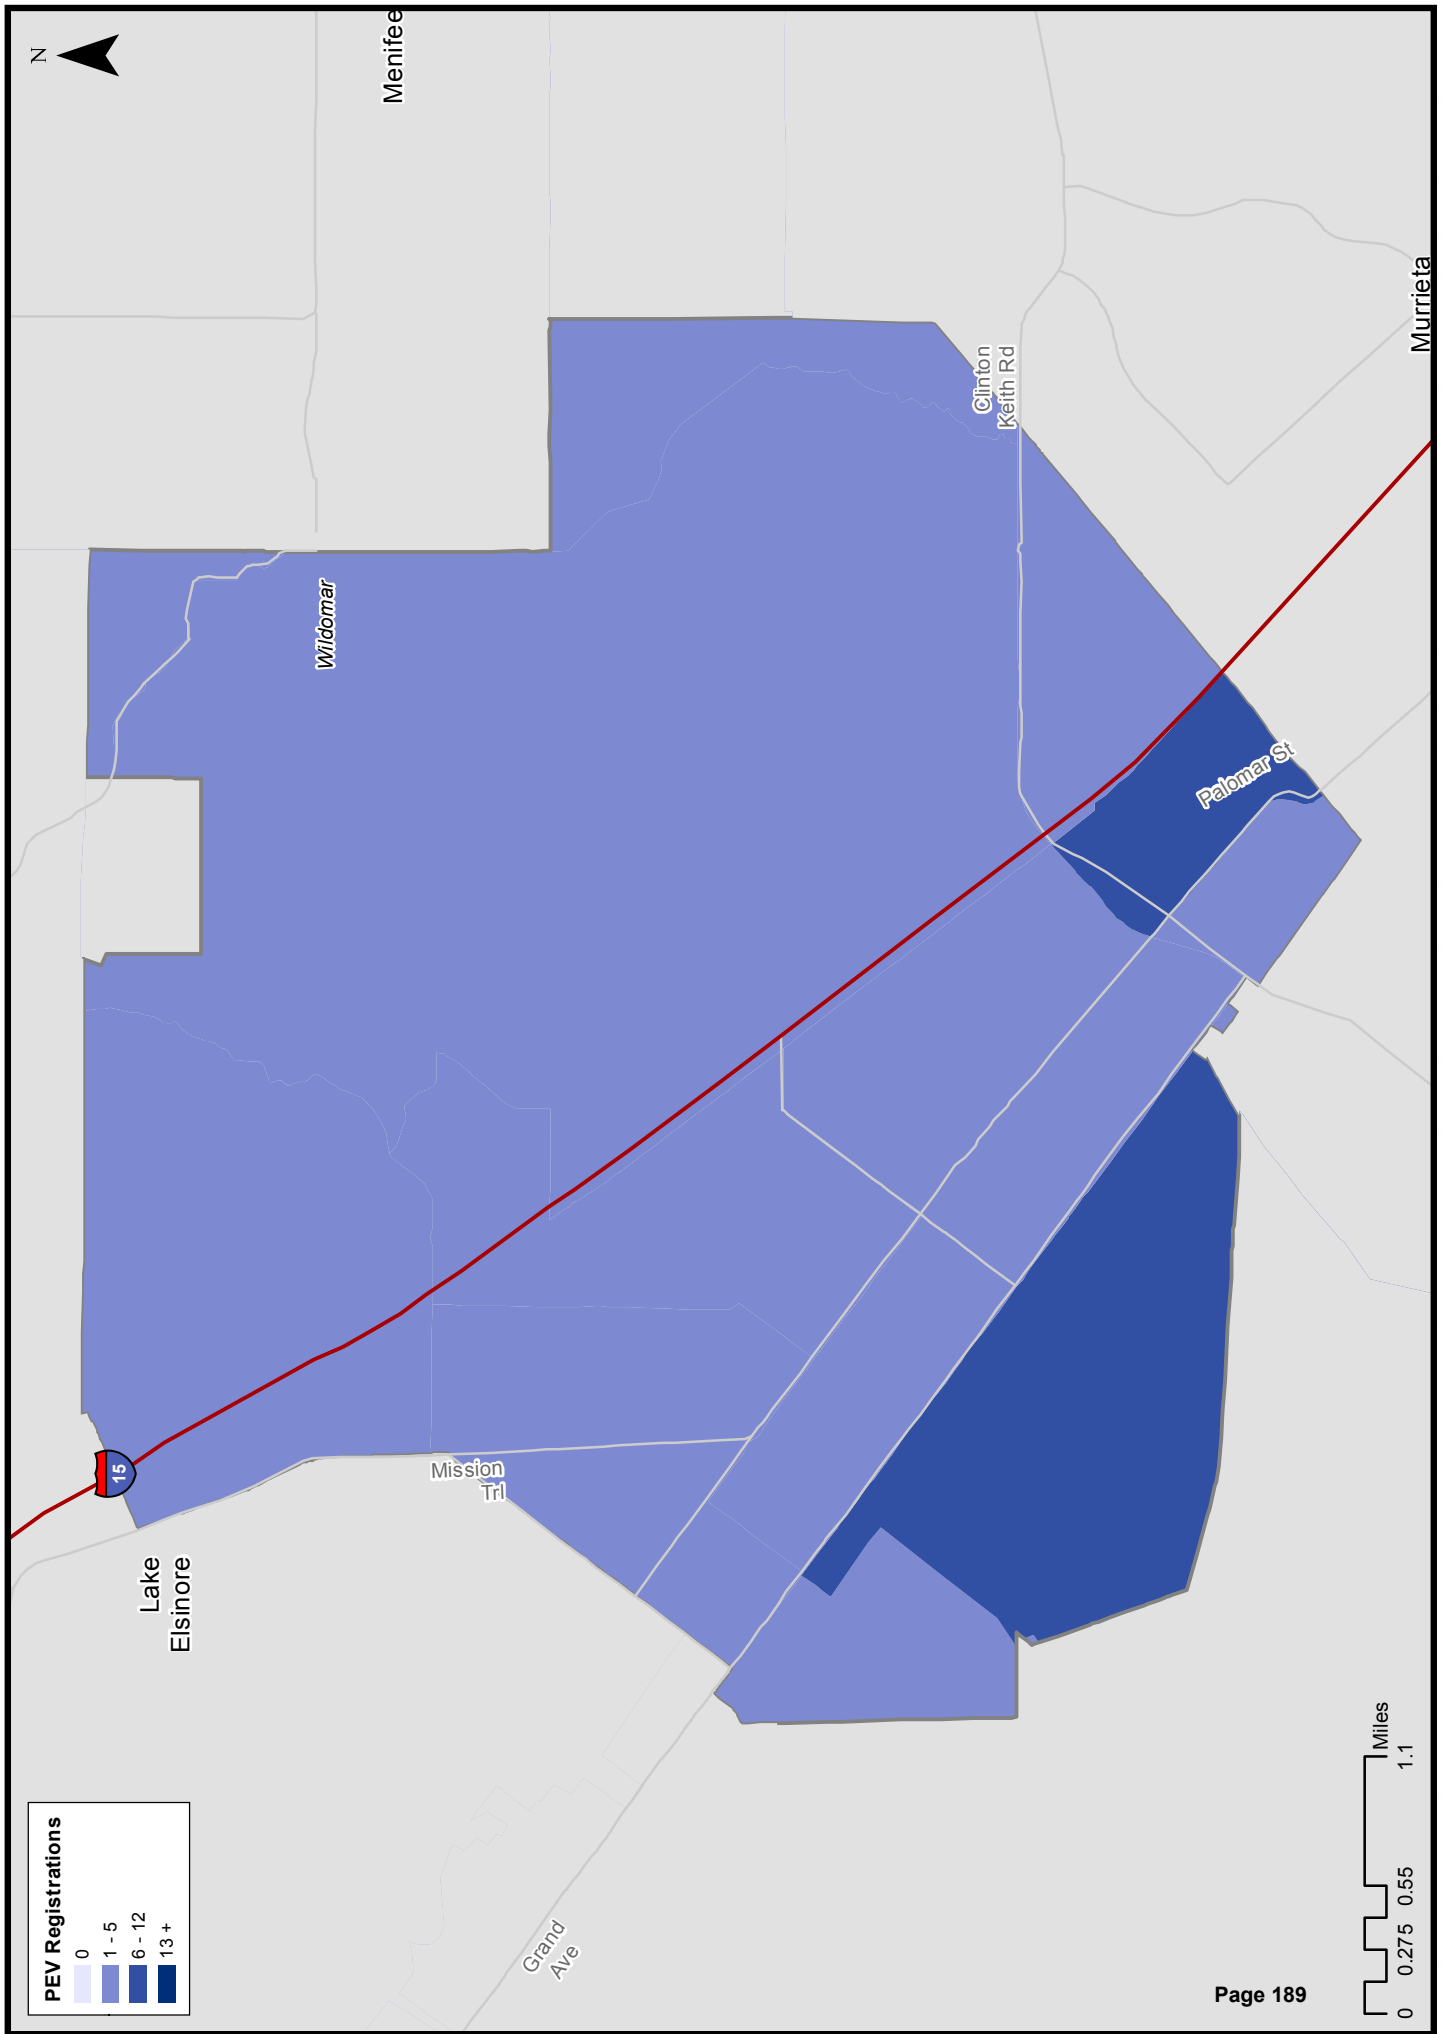 N
Menifee
Wildomar
15
Lake
Elsinore
Mission
Trl
Clinton
Keith Rd
Palomar St
Murrieta
Grand
Ave
PEV Registrations
0
1 - 5
6 - 12
13 +
Miles
0 0.275 0.55 1.1
Page 189